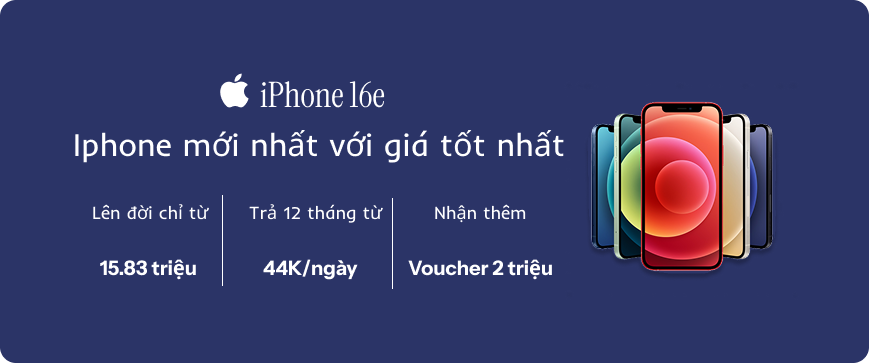 iPhone 16e
Iphone mới nhất với giá tốt nhất
Lên đời chỉ từ
15.83 triệu
Trả 12 tháng từ
44K/ngày
Nhận thêm
Voucher 2 triệu